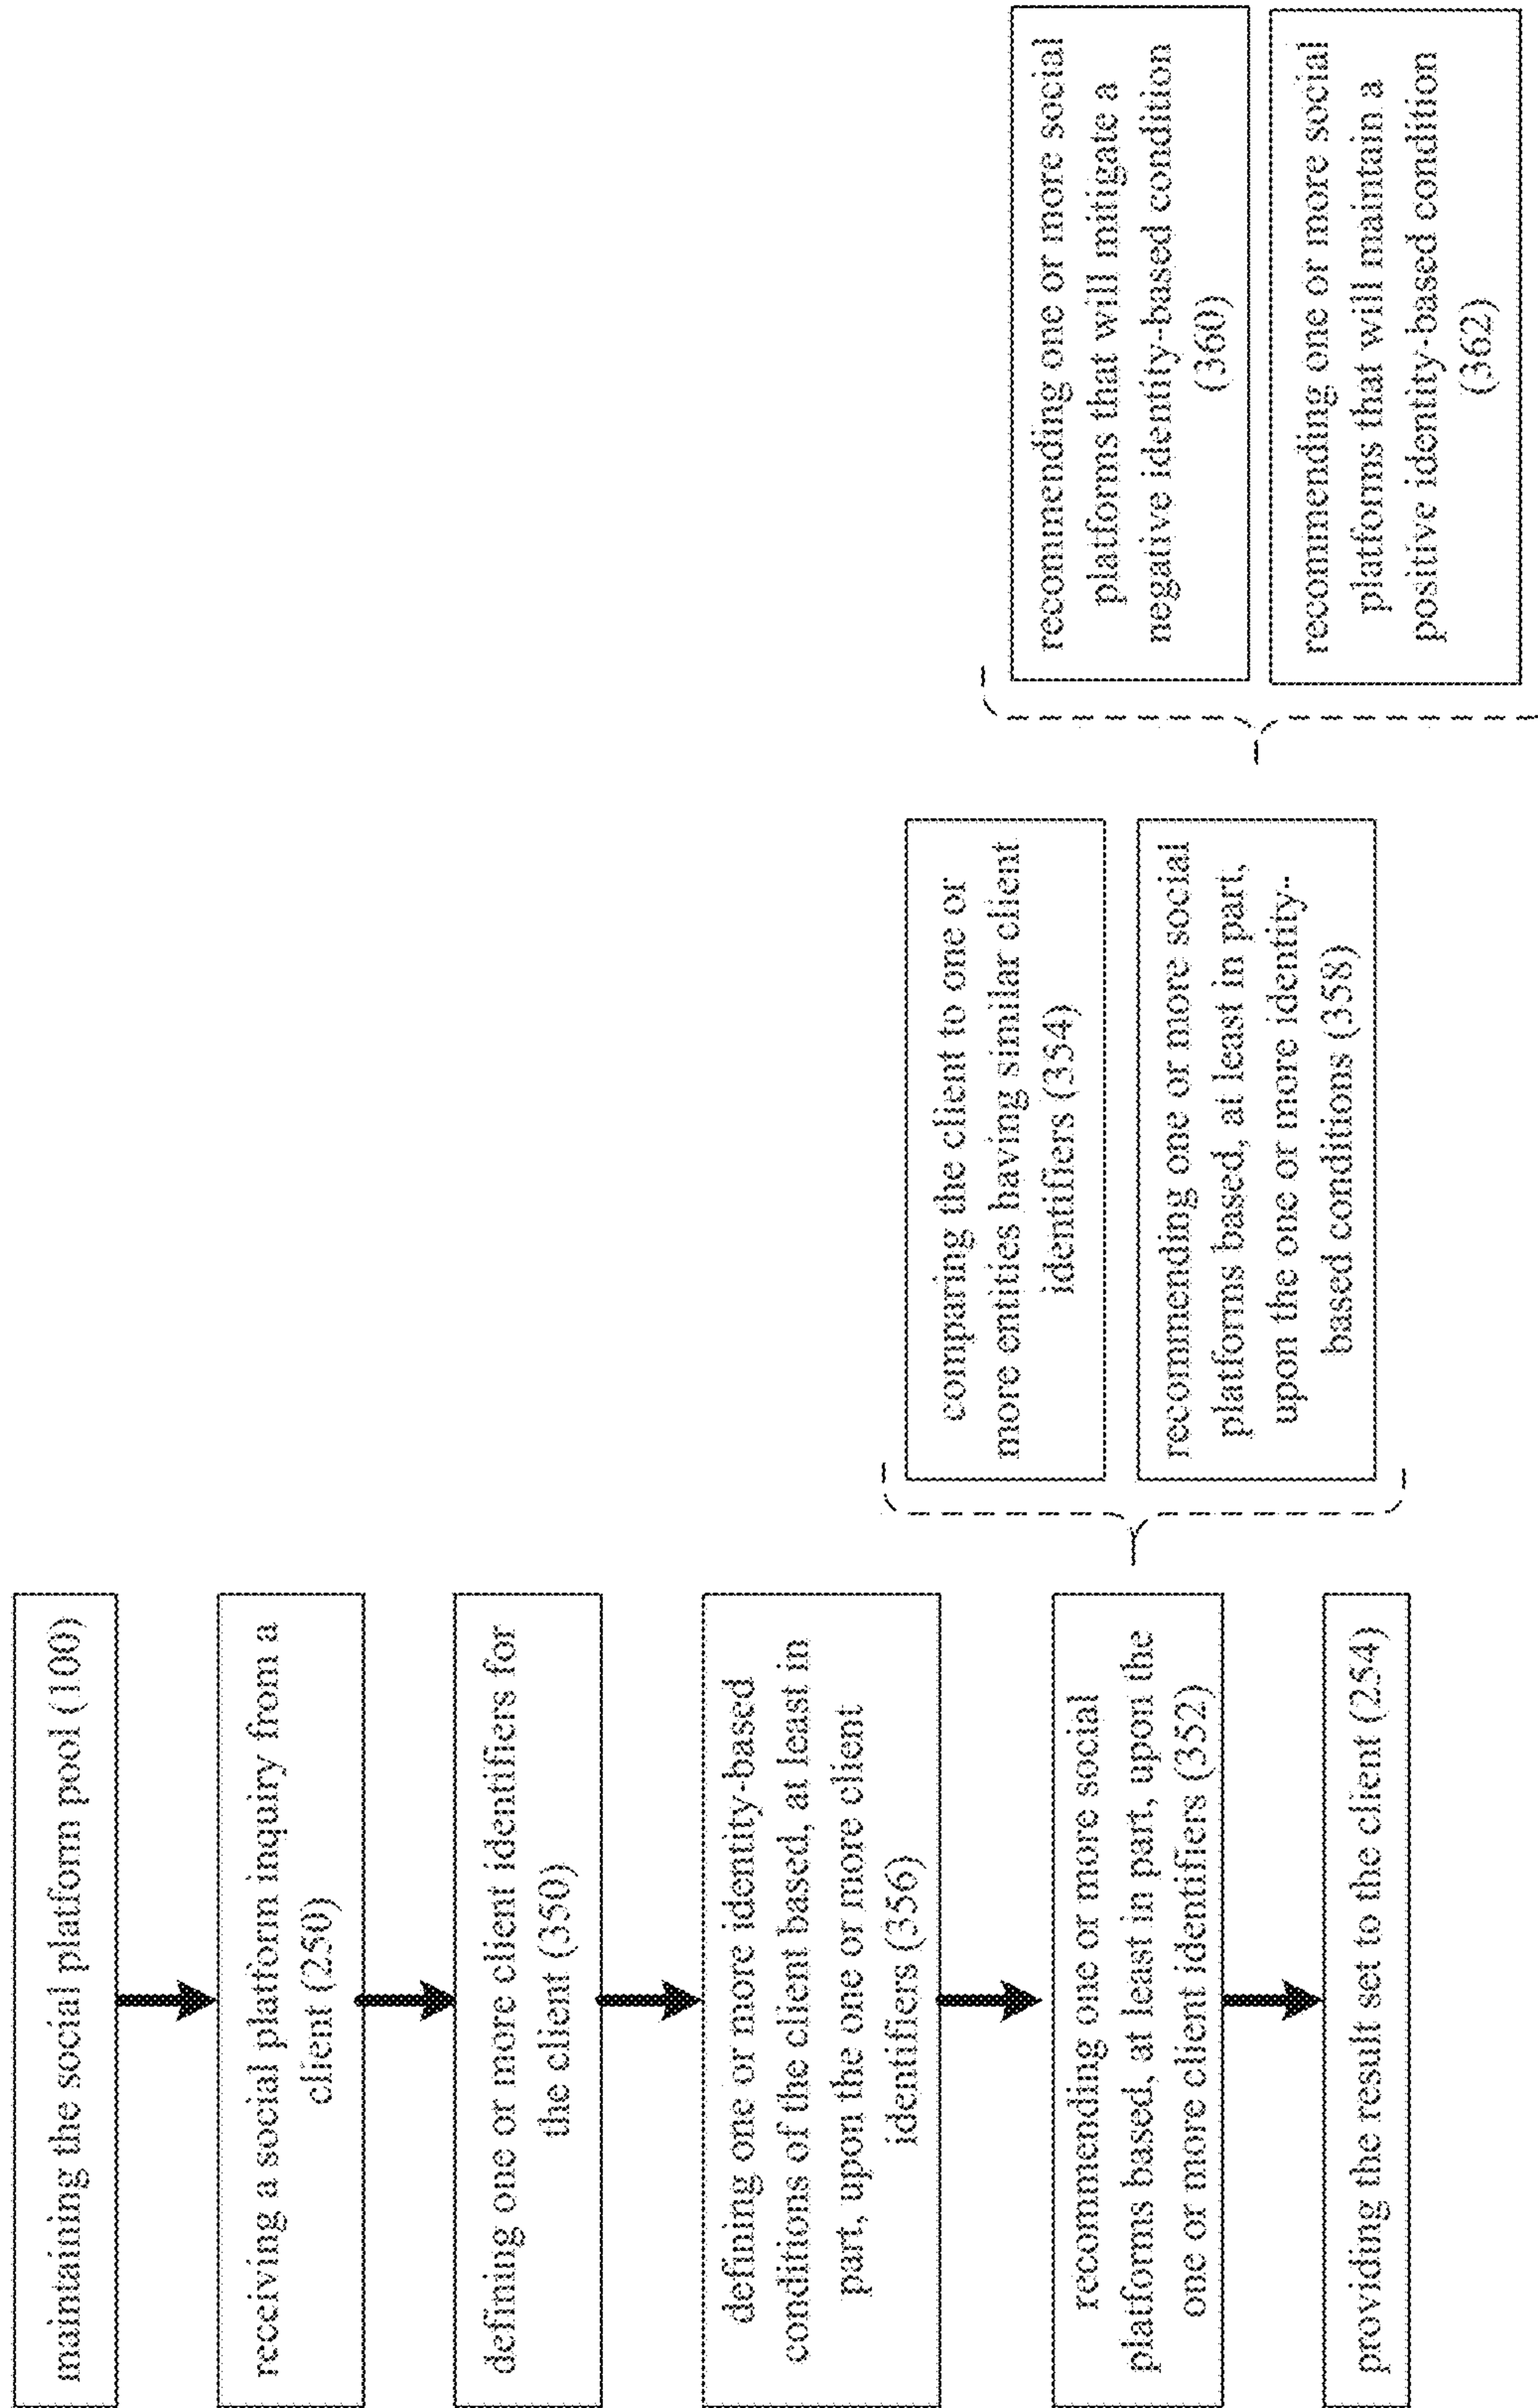 maintaining the social platform pool (100)
receiving a social platform inquiry from a
client (250)
defining one or more client identifiers for
the client (350)
defining one or more identity-based
conditions of the client based, at least in
part, upon the one or more client
identifiers (356)
recommending one or more social
platforms based, at least in part, upon the
one or more client identifiers (352)
providing the result set to the client (254)
comparing the client to one or
more entities having similar client
identifiers (354)
recommending one or more social
platforms based, at least in part,
upon the one or more identity-
based conditions (358)
recommending one or more social
platforms that will mitigate a
negative identity-based condition
(360)
recommending one or more social
platforms that will maintain a
positive identity-based condition
(362)